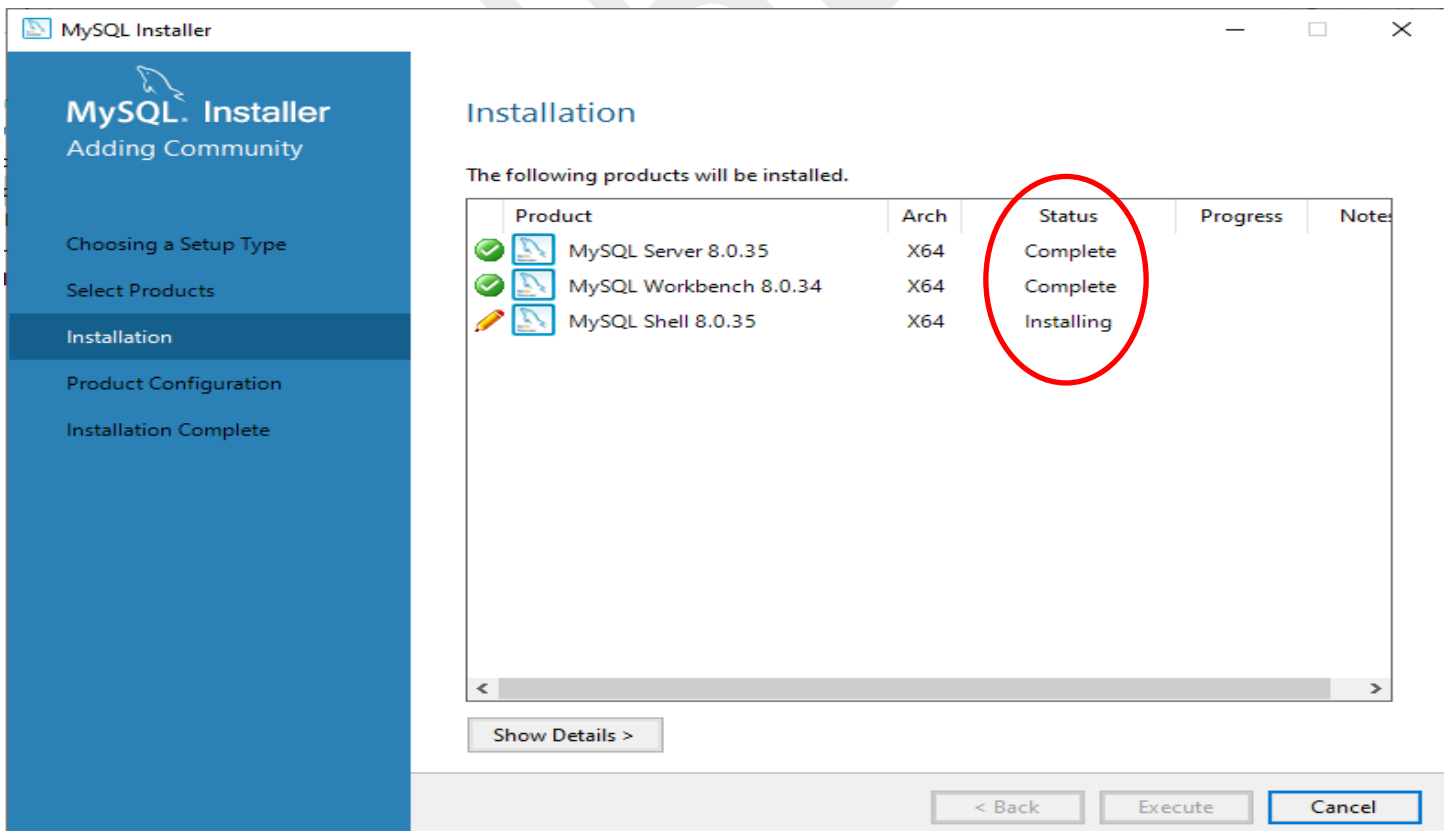 MySQL Installer
MySQL. Installer
Adding Community
Choosing a Setup Type
Select Products
Installation
Product Configuration
Installation Complete
Installation
The following products will be installed.
Product Arch Status Progress Notes
MySQL Server 8.0.35 X64 Complete
MySQL Workbench 8.0.34 X64 Complete
MySQL Shell 8.0.35 X64 Installing
Show Details >
< Back Execute Cancel